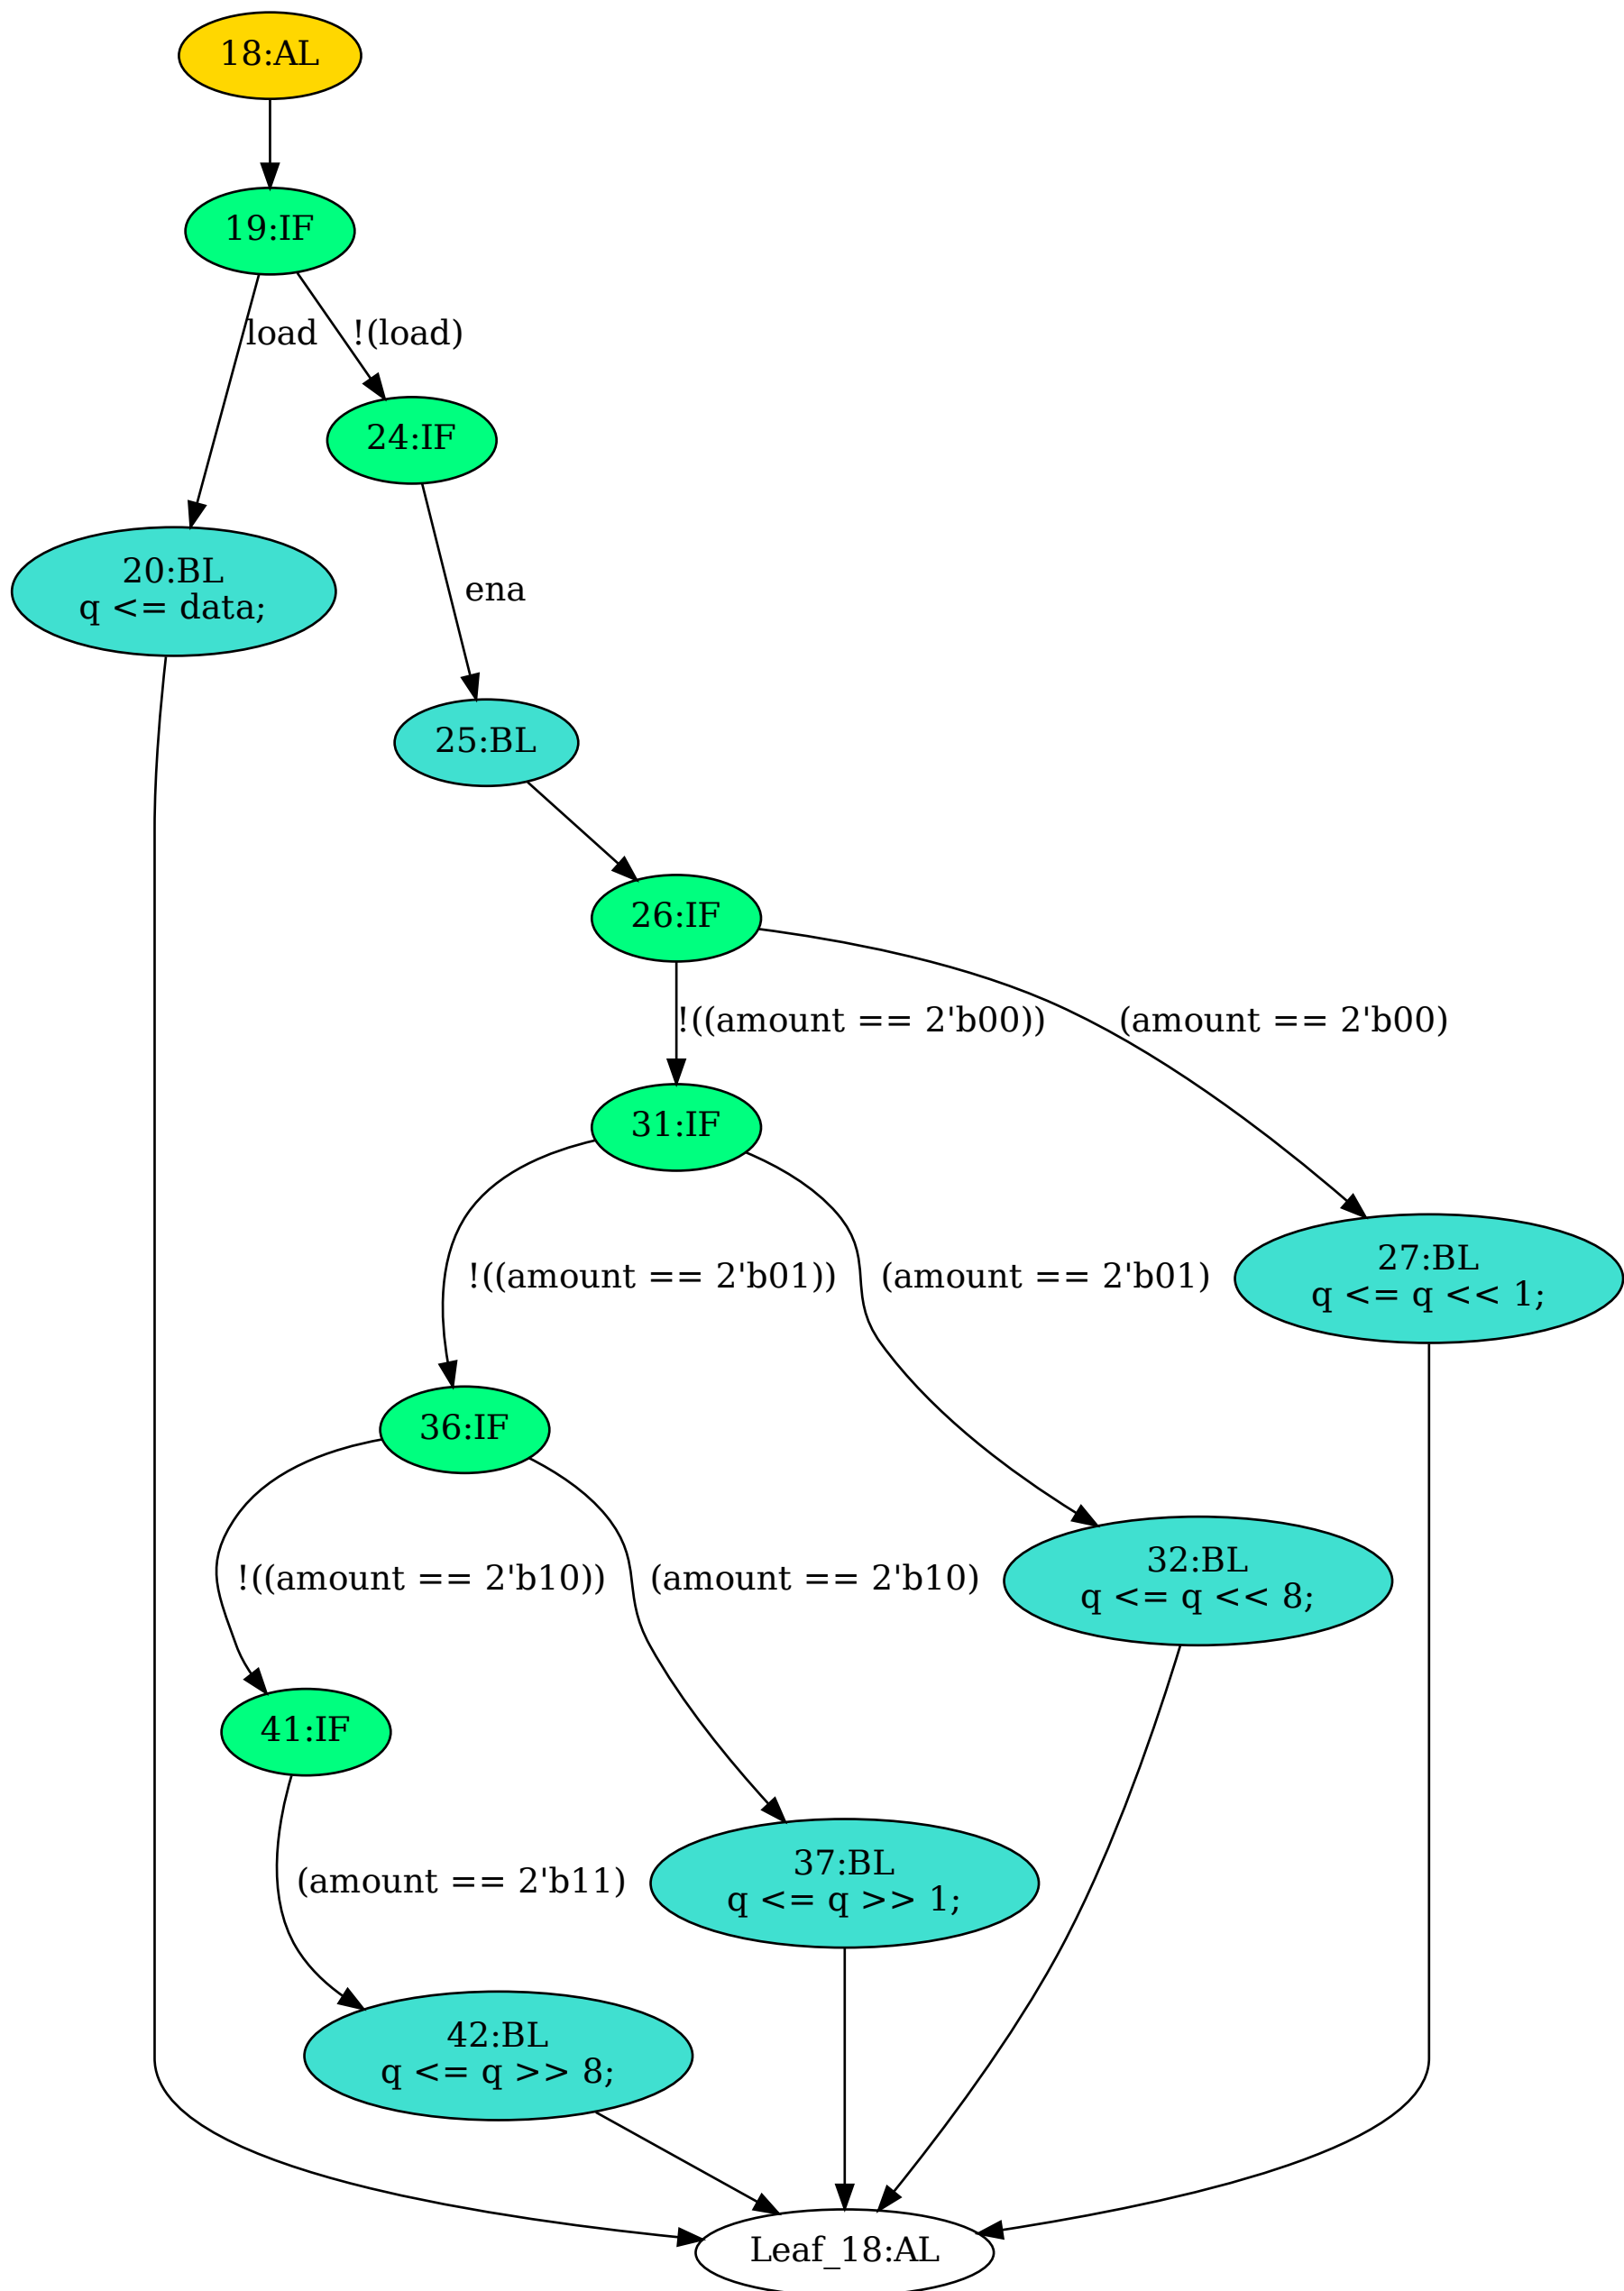 18:AL
19:IF
load
!(load)
24:IF
20:BL
q <= data;
ena
25:BL
26:IF
!((amount == 2'b00))
(amount == 2'b00)
31:IF
27:BL
q <= q << 1;
!((amount == 2'b01))
(amount == 2'b01)
36:IF
32:BL
q <= q << 8;
!((amount == 2'b10))
(amount == 2'b10)
41:IF
37:BL
q <= q >> 1;
(amount == 2'b11)
42:BL
q <= q >> 8;
Leaf_18:AL